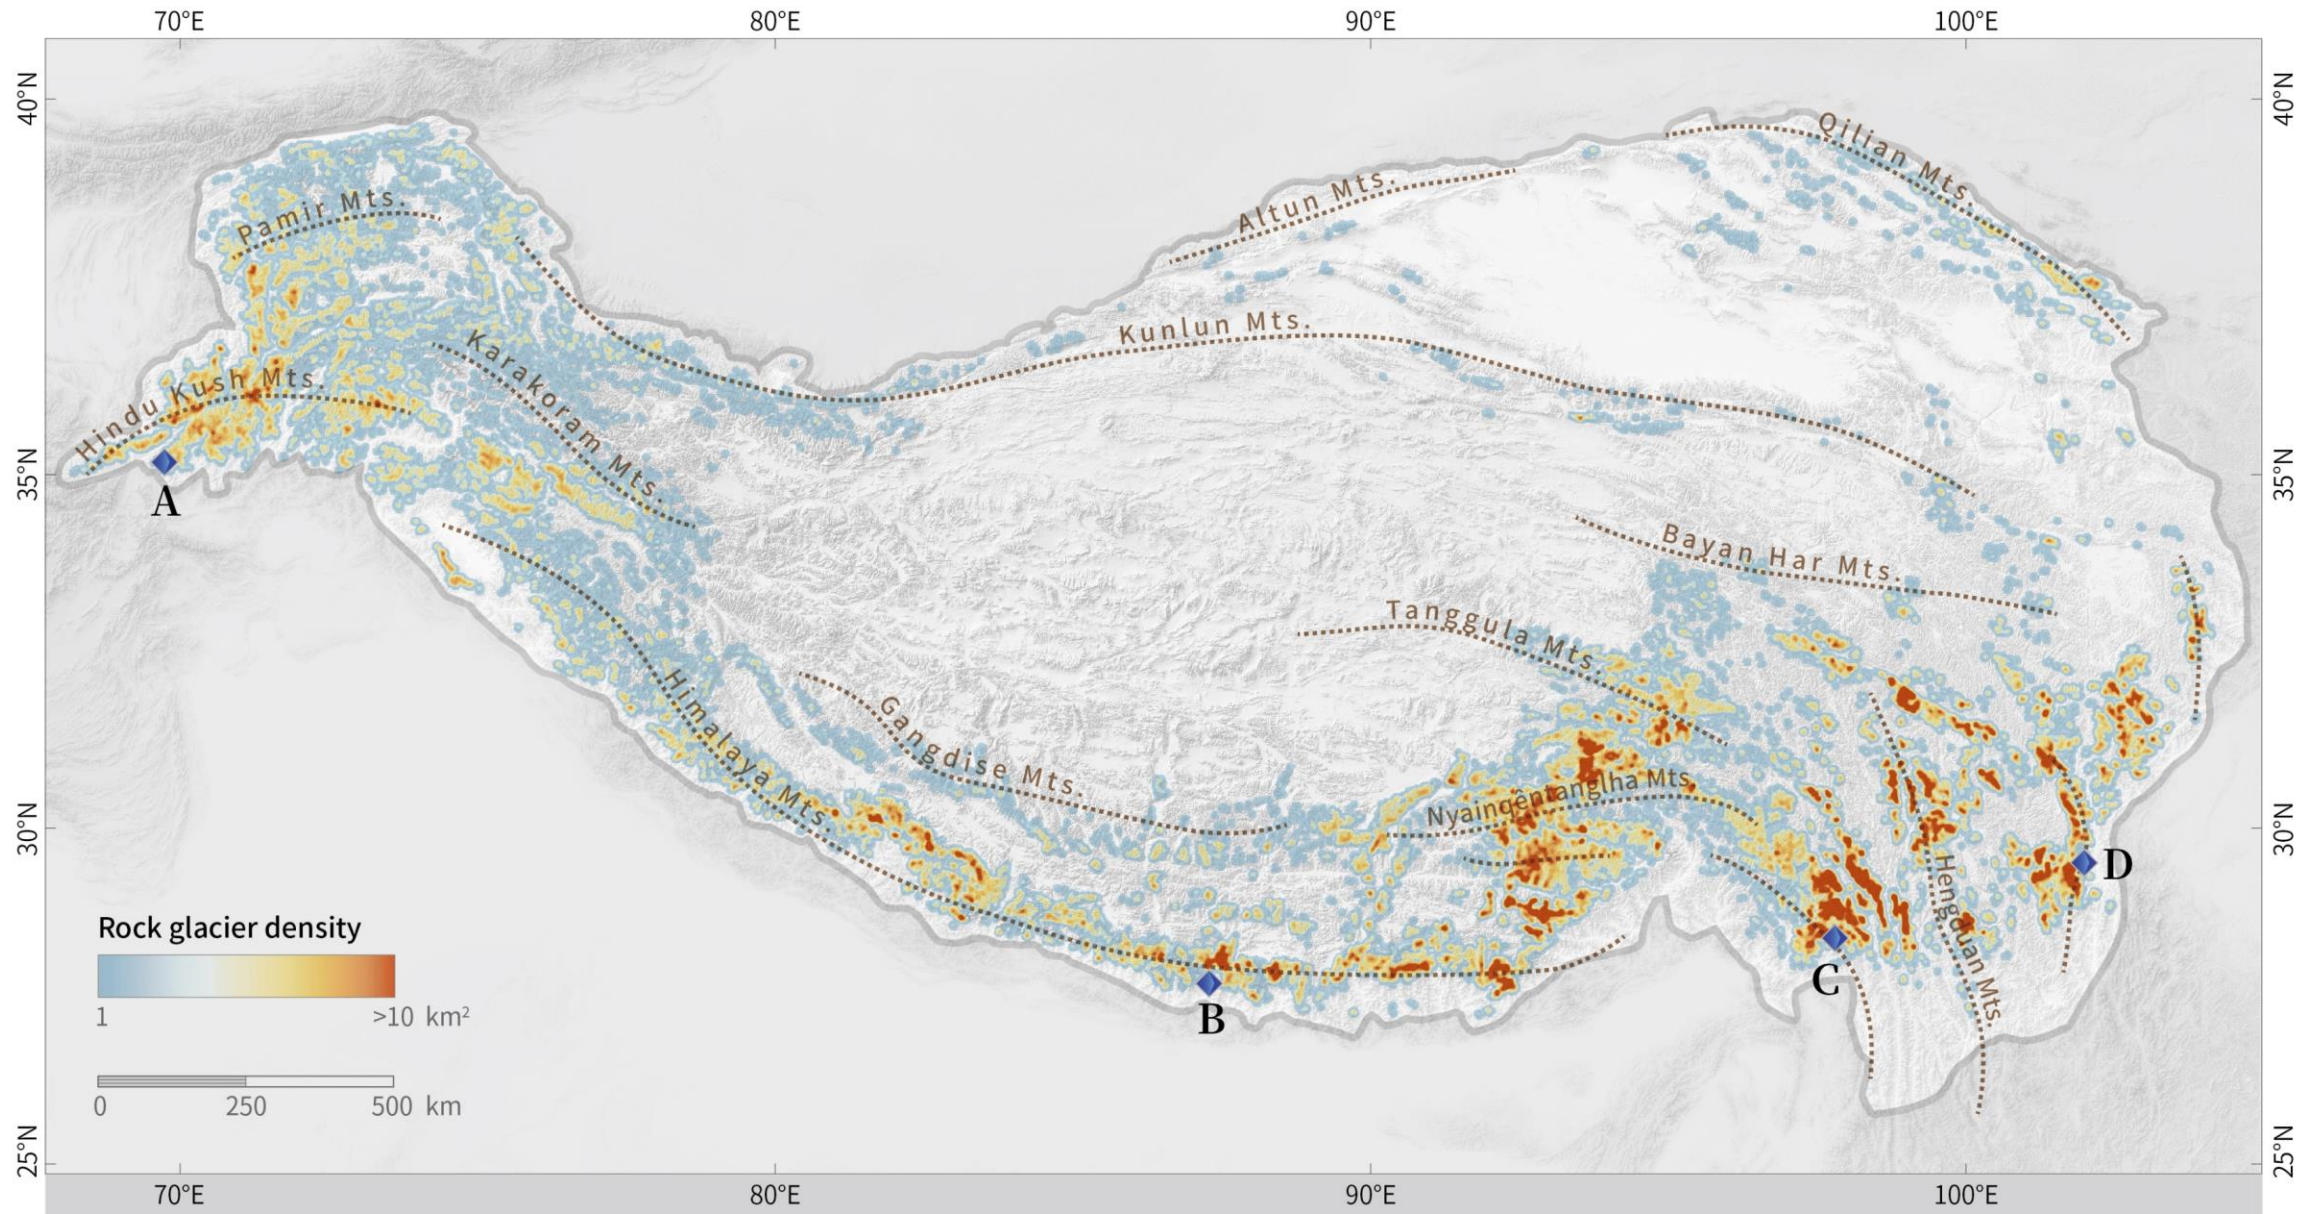 70°E 80°E 90°E 100°E
40°N
40°N
Qilian Mts.
Pamir Mts.
Altun Mts.
Kunlun Mts.
Karakoram Mts.
Hindu Kush Mts.
35°N
35°N
A
Bayan Har Mts.
Tanggula Mts.
Himalaya Mts.
Gangdise Mts.
Nyainqêntanglha Mts.
30°N
30°N
Hengduan Mts.
D
C
B
Rock glacier density
1 >10 km²
0 250 500 km
25°N
25°N
70°E 80°E 90°E 100°E